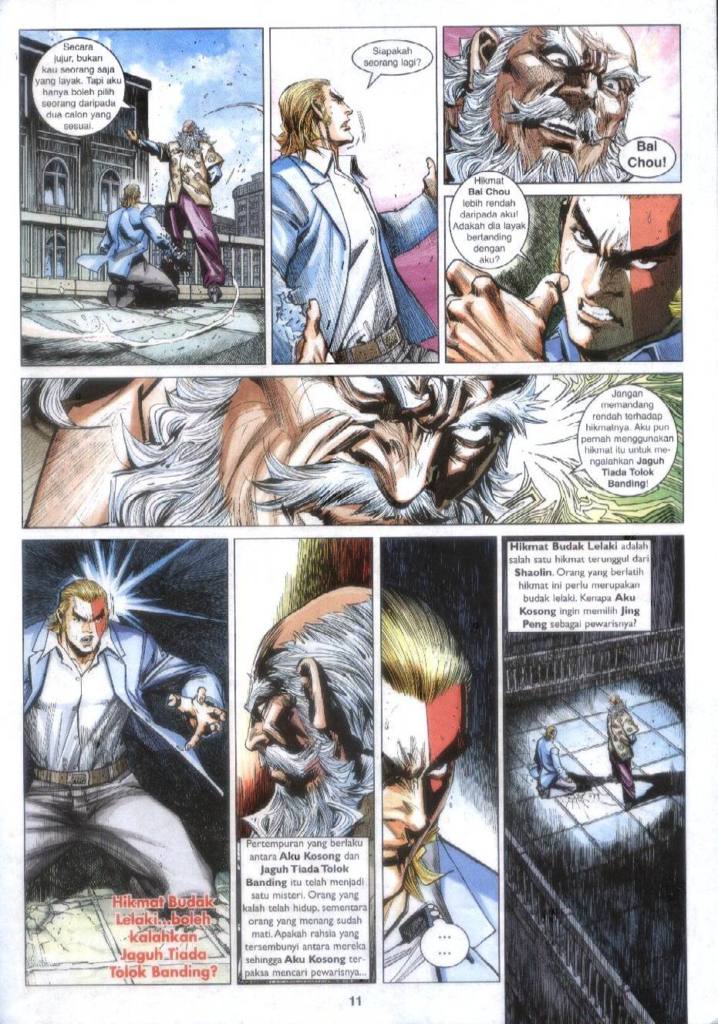 Secara
jujur, bukan
kau seorang saja
yang layak. Tapi aku
hanya boleh pilih
seorang daripada
dua calon yang
sesuai.
Siapakah
seorang lagi?
Bai
Chou!
Hikmat
Bai Chou
lebih rendah
daripada aku!
Adakah dia layak
bertanding
dengan
aku?
Jangan
memandang
rendah terhadap
hikmatnya. Aku pun
pernah menggunakan
hikmat itu untuk me-
ngalahkan Jaguh
Tiada Tolok
Banding!
Hikmat Budak
Lelaki...boleh
kalahkan
Jaguh Tiada
Tolok Banding?
Pertempuran yang berlaku
antara Aku Kosong dan
Jaguh Tiada Tolok
Banding itu telah menjadi
satu misteri. Orang yang
kalah telah hidup, sementara
orang yang menang sudah
mati. Apakah rahsia yang
tersembunyi antara mereka
sehingga Aku Kosong ter-
paksa mencari pewarisnya...
...
...
Hikmat Budak Lelaki adalah
salah satu hikmat terunggul dari
Shaolin. Orang yang berlatih
hikmat ini perlu merupakan
budak lelaki. Kenapa Aku
Kosong ingin memilih Jing
Peng sebagai pewarisnya?
11